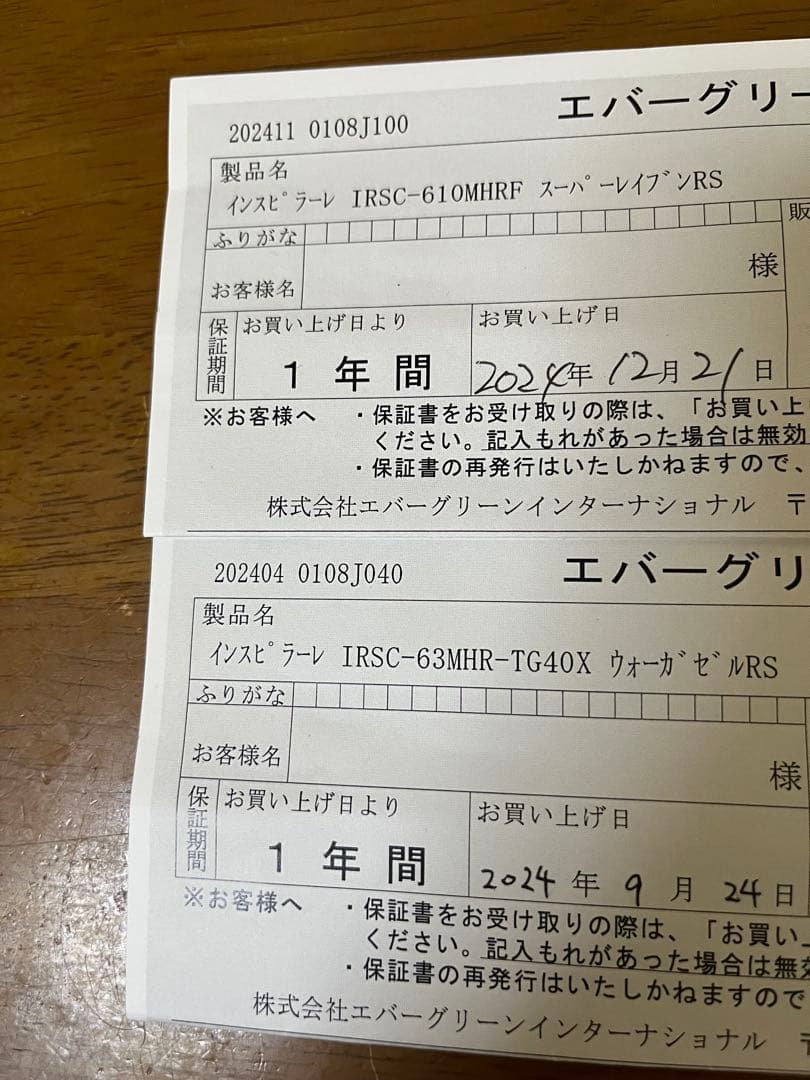 202411 0108J100
エバーグリー
製品名
インスピラーレ IRSC-610MHRF スーパーレイブンRS
販
ふりがな
お客様名
様
保証期間
お買い上げ日より
1年間
お買い上げ日
2024年 12月 21日
※お客様へ ・保証書をお受け取りの際は、「お買い上
ください。記入もれがあった場合は無効
・保証書の再発行はいたしかねますので、
株式会社エバーグリーンインターナショナル 〒
202404 0108J040
エバーグリ
製品名
インスピラーレ IRSC-63MHR-TG40X ウォーガゼルRS
ふりがな
お客様名
様
保証期間
お買い上げ日より
1年間
お買い上げ日
2024 年 9 月 24 日
※お客様へ ・保証書をお受け取りの際は、「お買い上
ください。記入もれがあった場合は無効
・保証書の再発行はいたしかねますので
株式会社エバーグリーンインターナショナル 〒